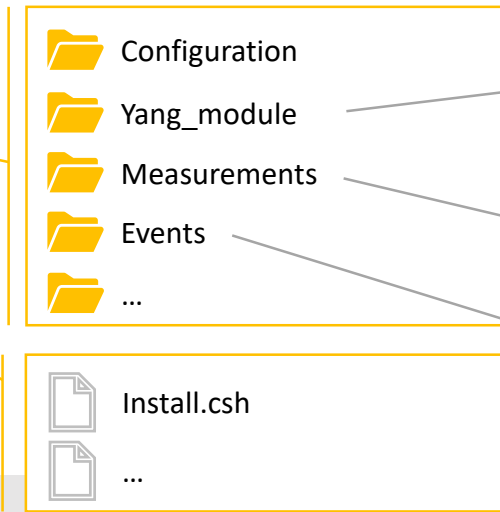 Configuration
Yang_module
Measurements
Events
...
Install.csh
...